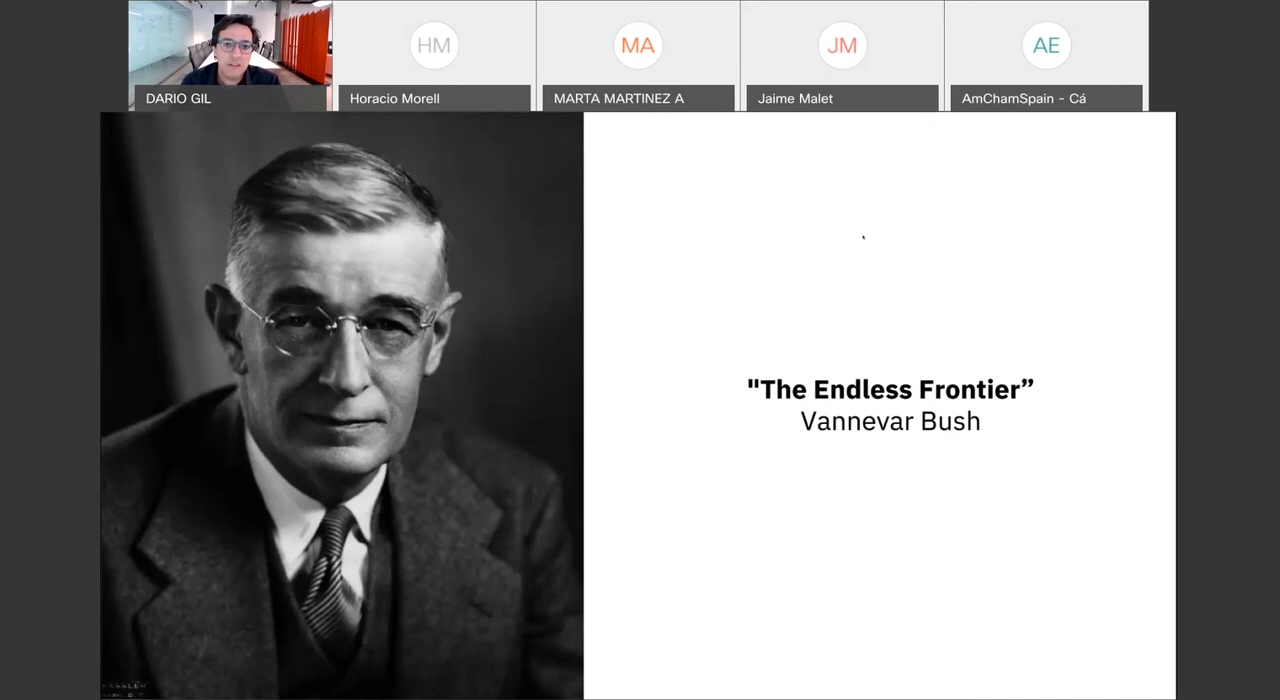 HM
MA
JM
AE
DARIO GIL
Horacio Morell
MARTA MARTINEZ A
Jaime Malet
AmChamSpain - Cá
"The Endless Frontier”
Vannevar Bush